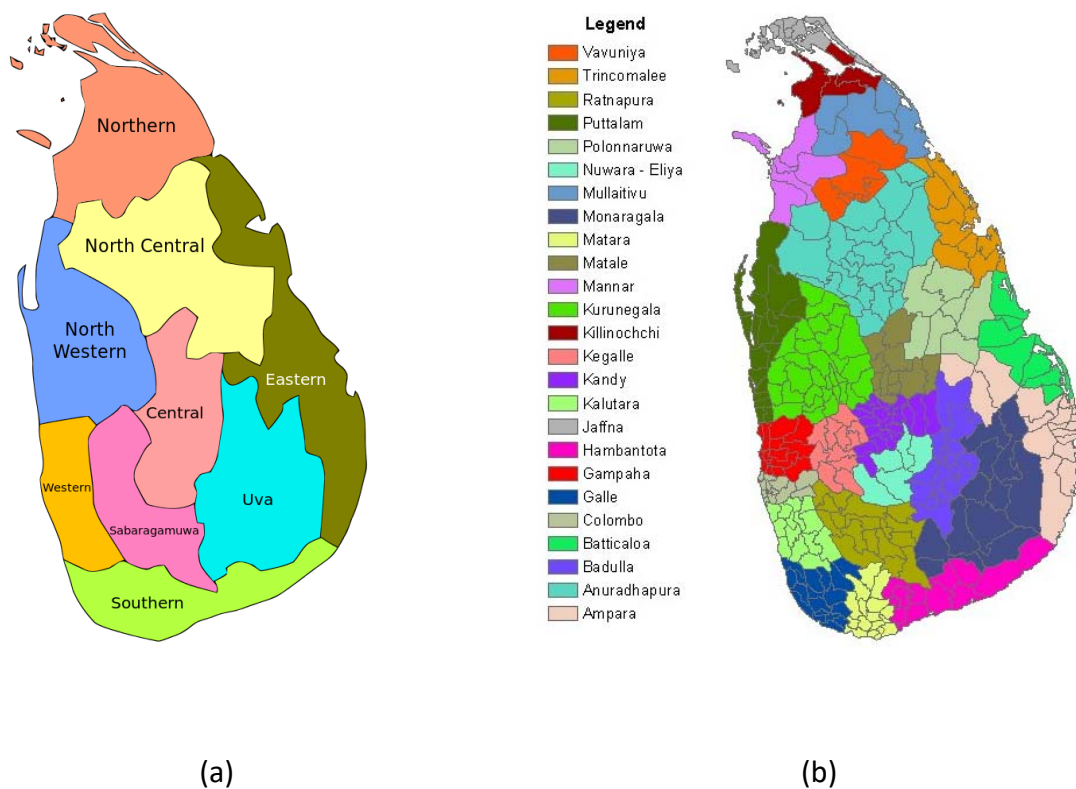 Northern
North Central
North
Western
Eastern
Central
Western
Uva
Sabaragamuwa
Southern
(a)
Legend
Vavuniya
Trincomalee
Ratnapura
Puttalam
Polonnaruwa
Nuwara - Eliya
Mullaitivu
Monaragala
Matara
Matale
Mannar
Kurunegala
Killinochchi
Kegalle
Kandy
Kalutara
Jaffna
Hambantota
Gampaha
Galle
Colombo
Batticaloa
Badulla
Anuradhapura
Ampara
(b)